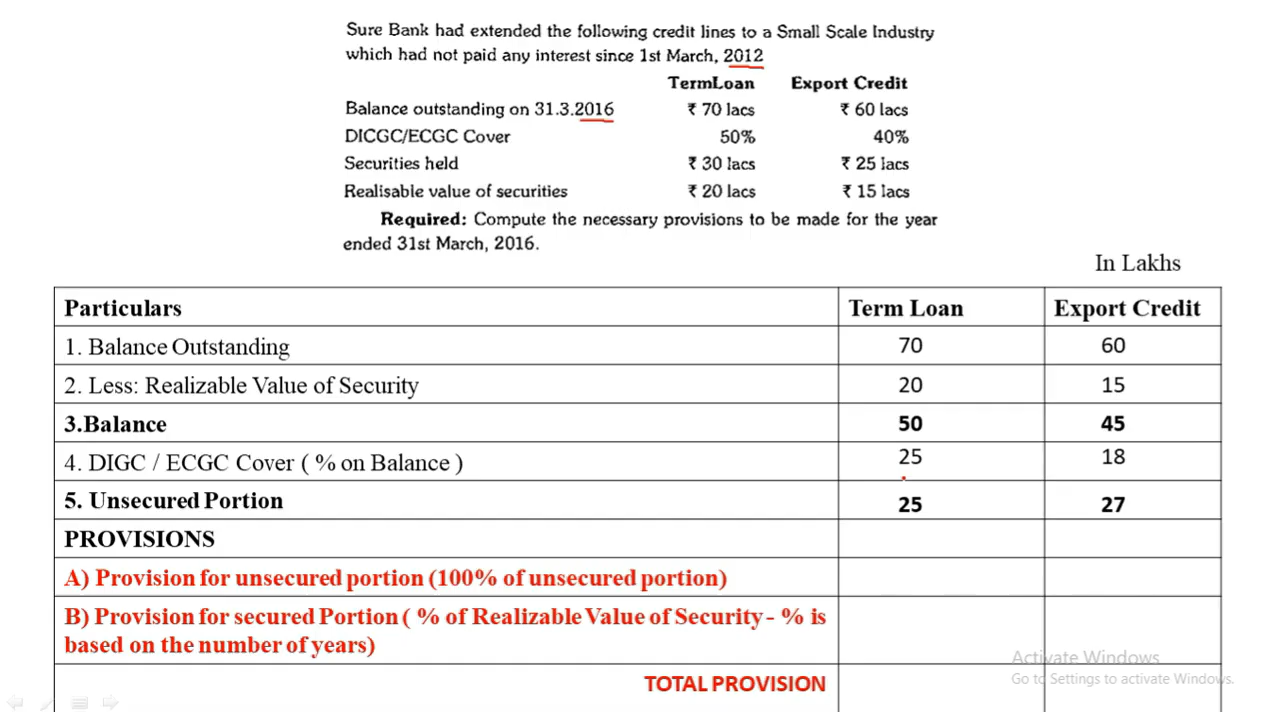 Sure Bank had extended the following credit lines to a Small Scale Industry
which had not paid any interest since 1st March, 2012
TermLoan Export Credit
Balance outstanding on 31.3.2016 ₹ 70 lacs ₹ 60 lacs
DICGC/ECGC Cover 50% 40%
Securities held ₹ 30 lacs ₹ 25 lacs
Realisable value of securities ₹ 20 lacs ₹ 15 lacs
Required: Compute the necessary provisions to be made for the year
ended 31st March, 2016.
In Lakhs
Particulars Term Loan Export Credit
1. Balance Outstanding 70 60
2. Less: Realizable Value of Security 20 15
3.Balance 50 45
4. DIGC / ECGC Cover ( % on Balance ) 25 18
5. Unsecured Portion 25 27
PROVISIONS
A) Provision for unsecured portion (100% of unsecured portion)
B) Provision for secured Portion ( % of Realizable Value of Security - % is
based on the number of years)
Activate Windows
Go to Settings to activate Windows.
TOTAL PROVISION